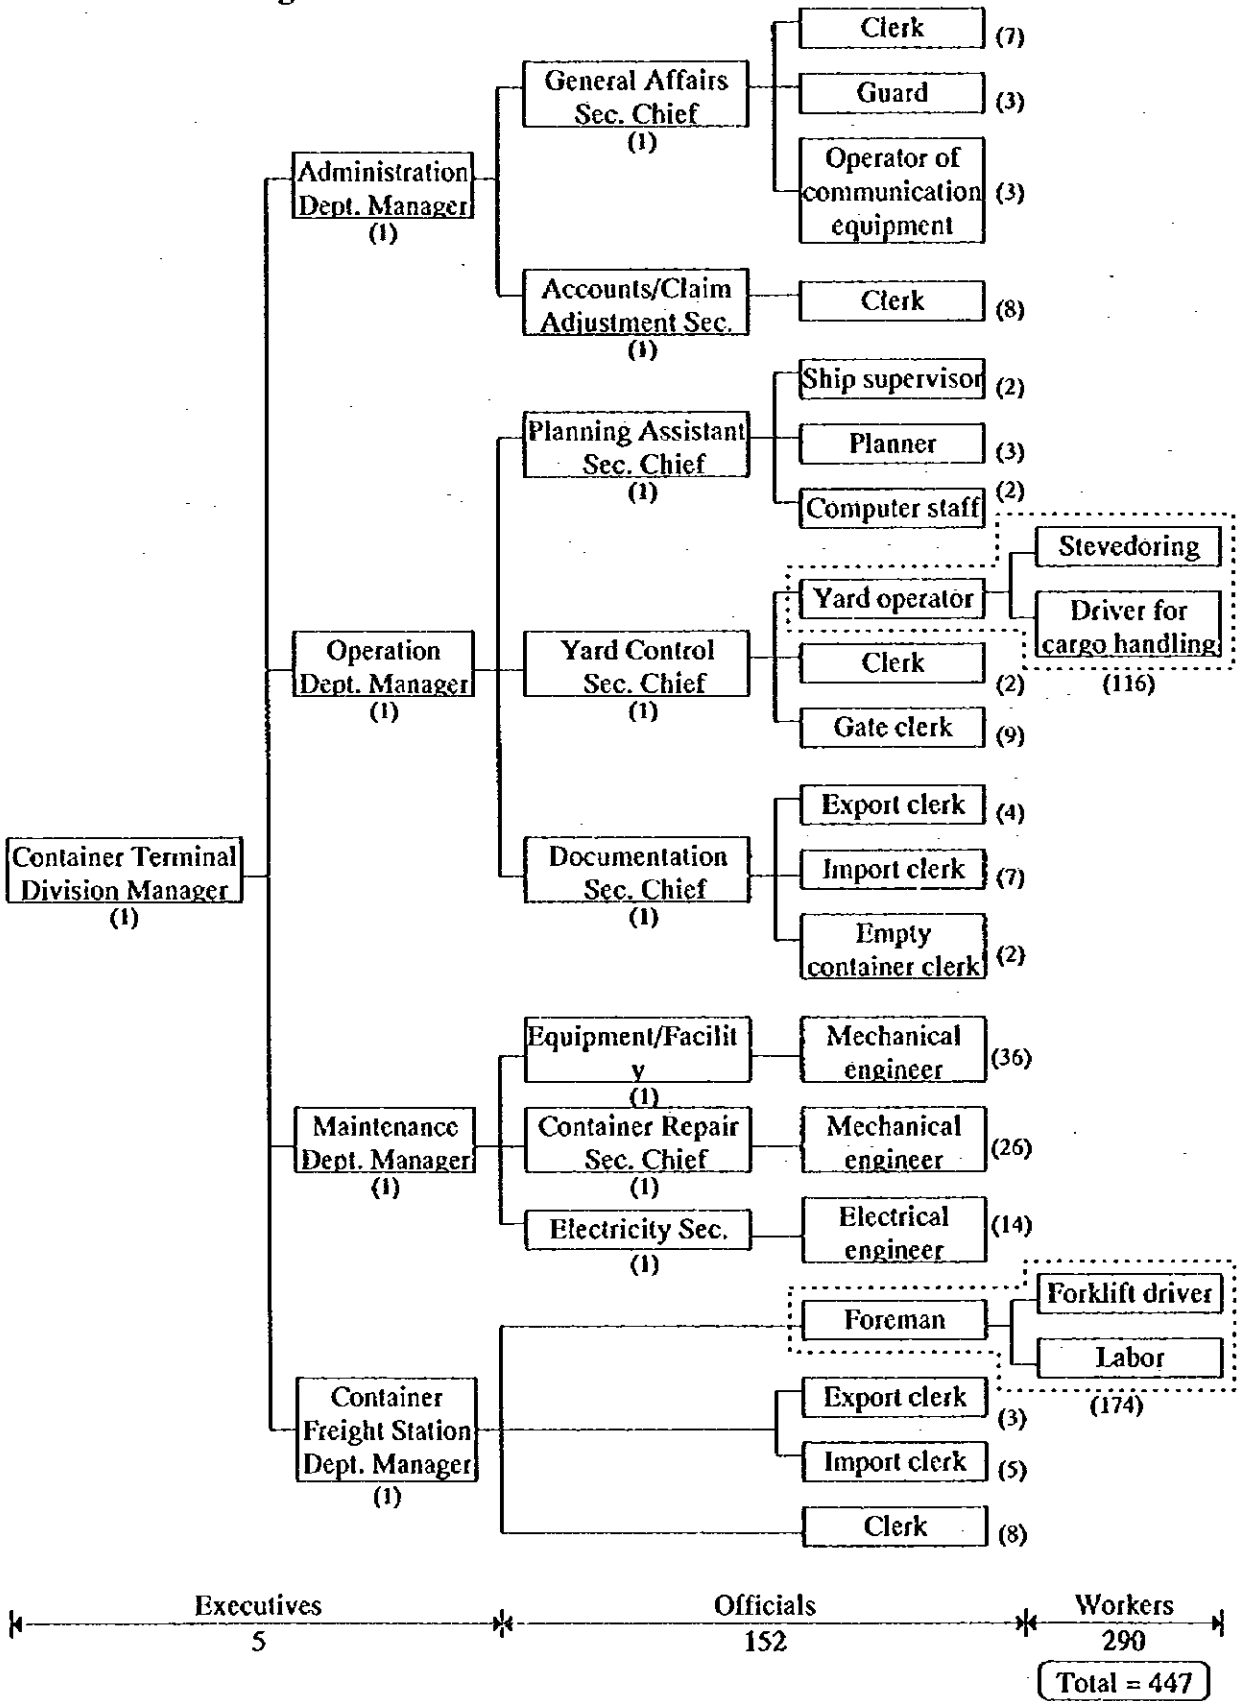 Clerk (7)
General Affairs
Sec. Chief
(1)
Guard (3)
Operator of
communication
equipment
(3)
Administration
Dept. Manager
(1)
Accounts/Claim
Adjustment Sec.
(1)
Clerk (8)
Ship supervisor (2)
Planning Assistant
Sec. Chief
(1)
Planner (3)
(2)
Computer staff
Stevedoring
Yard operator
Driver for
cargo handling
(116)
Operation
Dept. Manager
(1)
Yard Control
Sec. Chief
(1)
Clerk
(2)
Gate clerk (9)
Export clerk (4)
Container Terminal
Division Manager
(1)
Documentation
Sec. Chief
(1)
Import clerk (7)
Empty
container clerk
(2)
Equipment/Facilit
y
(1)
Mechanical
engineer
(36)
Maintenance
Dept. Manager
(1)
Container Repair
Sec. Chief
(1)
Mechanical
engineer
(26)
Electricity Sec.
(1)
Electrical
engineer
(14)
Forklift driver
Foreman
Labor
(174)
Container
Freight Station
Dept. Manager
(1)
Export clerk
(3)
Import clerk (5)
Clerk (8)
Executives Officials Workers
5 152 290
Total = 447